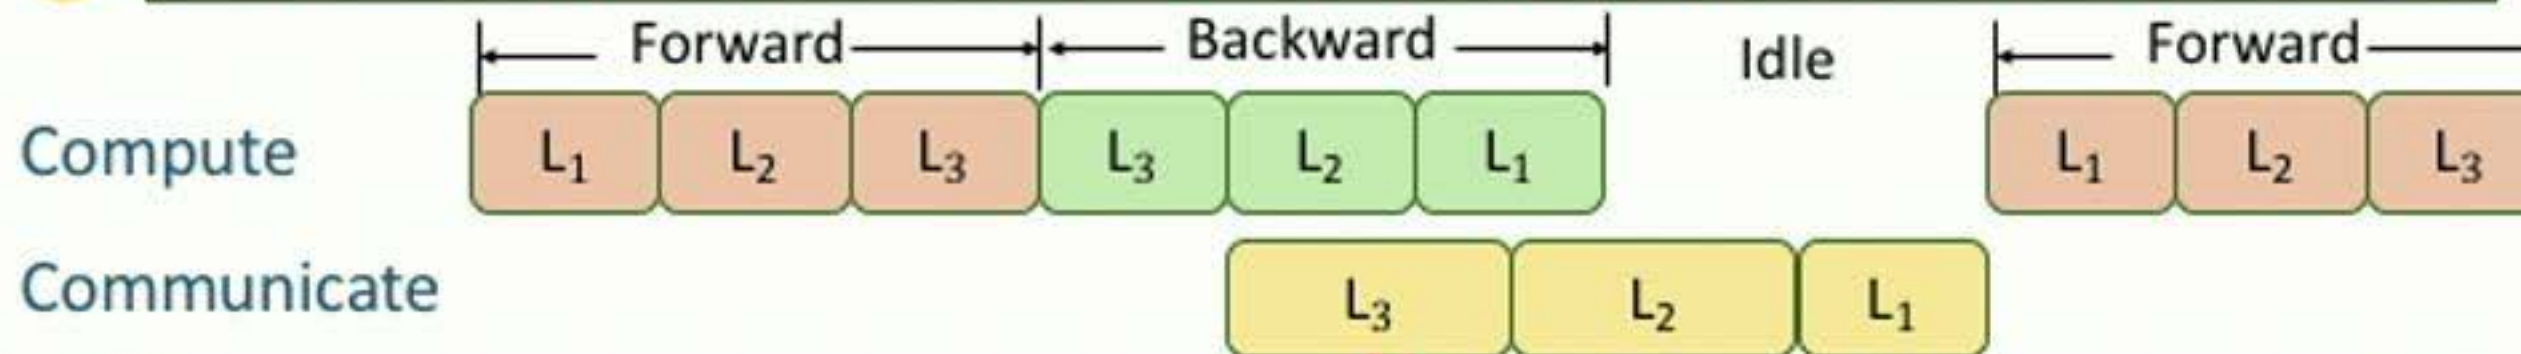 Forward Backward Idle Forward
Compute L₁ L₂ L₃ L₃ L₂ L₁ L₁ L₂ L₃
Communicate L₃ L₂ L₁